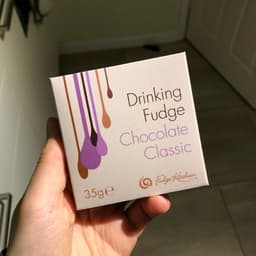 Drinking
Fudge
Chocolate
Classic
35g℮
Fudge Kitchen